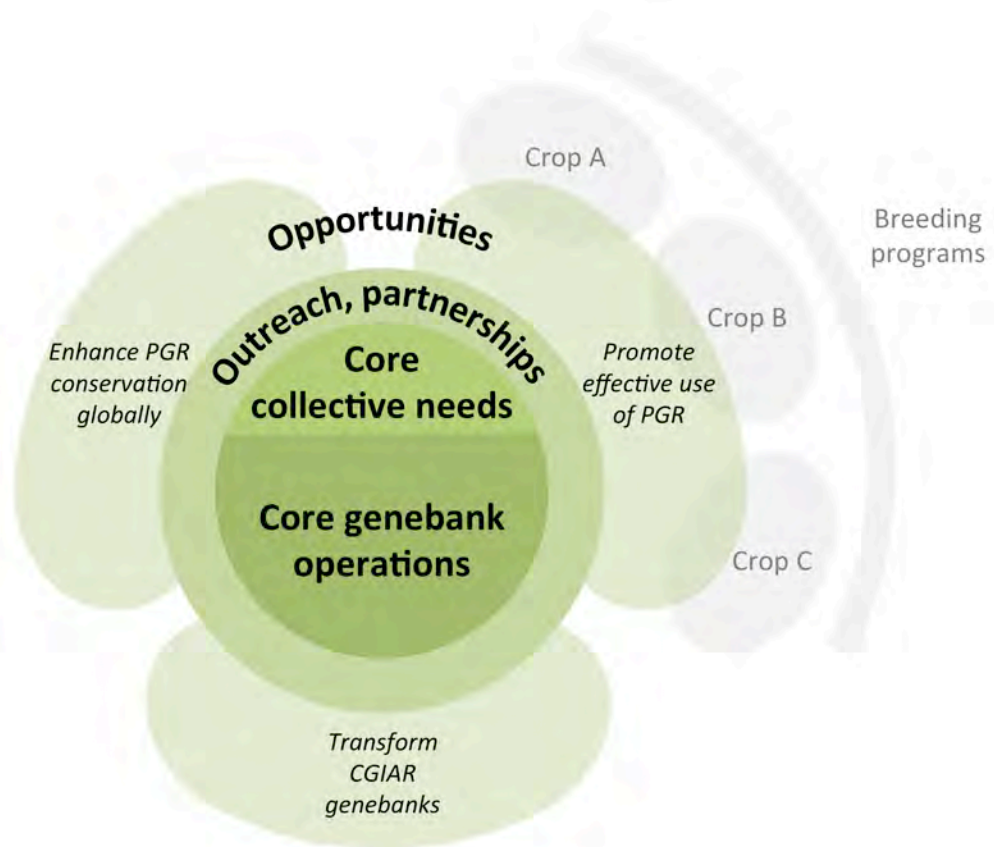 Crop A
Breeding
programs
Opportunities
Outreach, partnerships
Crop B
Enhance PGR
conservation
globally
Core
collective needs
Promote
effective use
of PGR
Core genebank
operations
Crop C
Transform
CGIAR
genebanks